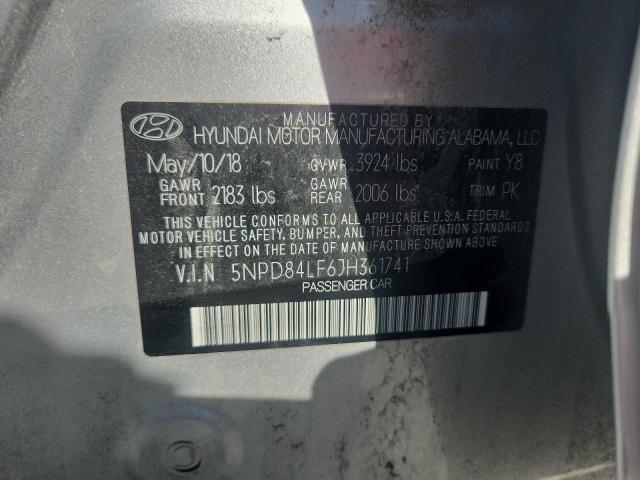 MANUFACTURED BY
HYUNDAI MOTOR MANUFACTURING ALABAMA, LLC
May/10/18 GVWR 3924 lbs PAINT Y8
GAWR FRONT 2183 lbs GAWR REAR 2006 lbs TRIM PK
THIS VEHICLE CONFORMS TO ALL APPLICABLE U.S.A. FEDERAL
MOTOR VEHICLE SAFETY, BUMPER, AND THEFT PREVENTION STANDARDS
IN EFFECT ON THE DATE OF MANUFACTURE SHOWN ABOVE.
V.I.N 5NPD84LF6JH361741
PASSENGER CAR